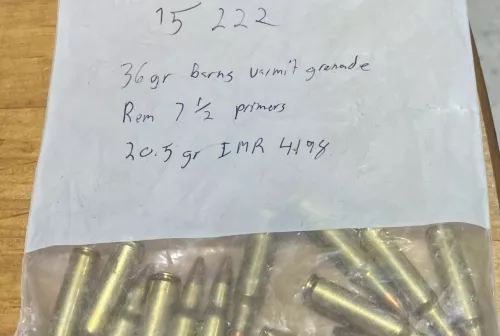 15 222
36gr barns varmit grenade
Rem 7 1/2 primers
20.5 gr IMR 4198